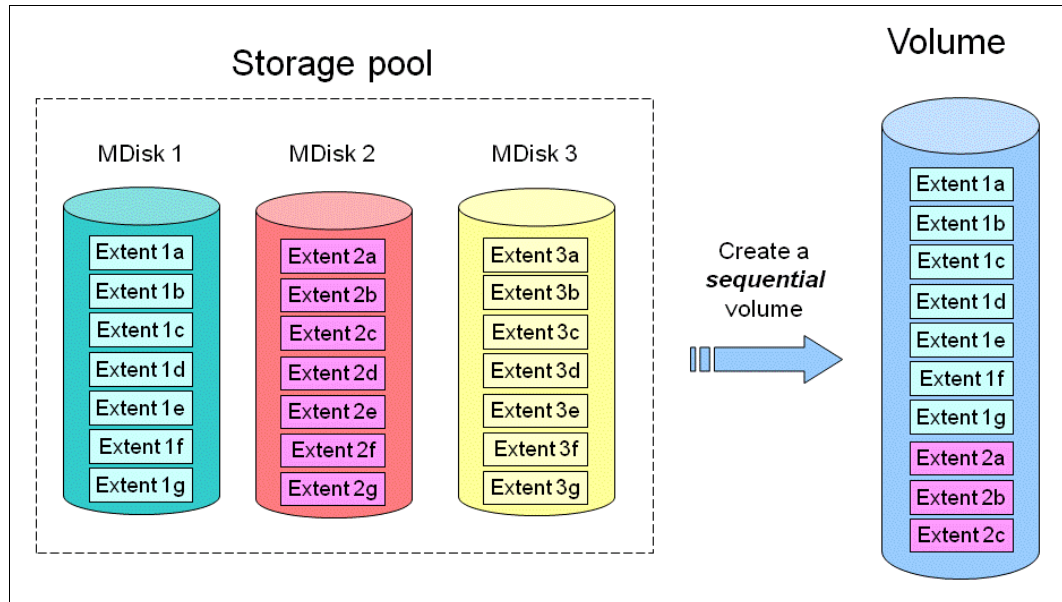 Storage pool
MDisk 1
Extent 1a
Extent 1b
Extent 1c
Extent 1d
Extent 1e
Extent 1f
Extent 1g
MDisk 2
Extent 2a
Extent 2b
Extent 2c
Extent 2d
Extent 2e
Extent 2f
Extent 2g
MDisk 3
Extent 3a
Extent 3b
Extent 3c
Extent 3d
Extent 3e
Extent 3f
Extent 3g
Create a
sequential
volume
Volume
Extent 1a
Extent 1b
Extent 1c
Extent 1d
Extent 1e
Extent 1f
Extent 1g
Extent 2a
Extent 2b
Extent 2c